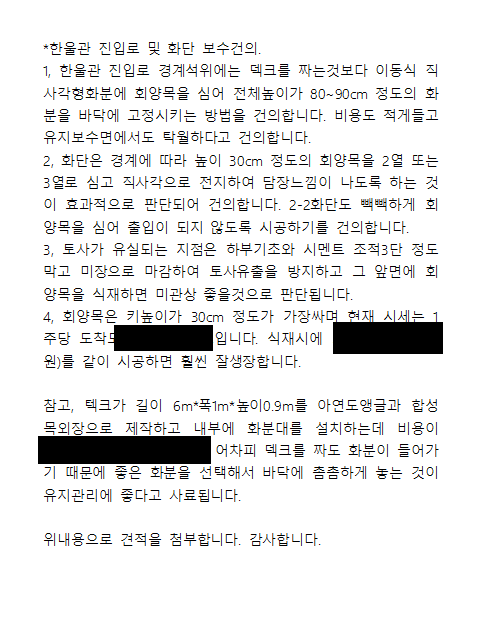 *한울관 진입로 및 화단 보수건의.
1, 한울관 진입로 경계석위에는 덱크를 짜는것보다 이동식 직
사각형화분에 회양목을 심어 전체높이가 80~90cm 정도의 화
분을 바닥에 고정시키는 방법을 건의합니다. 비용도 적게들고
유지보수면에서도 탁월하다고 건의합니다.
2, 화단은 경계에 따라 높이 30cm 정도의 회양목을 2열 또는
3열로 심고 직사각으로 전지하여 담장느낌이 나도록 하는 것
이 효과적으로 판단되어 건의합니다. 2-2화단도 빽빽하게 회
양목을 심어 출입이 되지 않도록 시공하기를 건의합니다.
3, 토사가 유실되는 지점은 하부기초와 시멘트 조적3단 정도
막고 미장으로 마감하여 토사유출을 방지하고 그 앞면에 회
양목을 식재하면 미관상 좋을것으로 판단됩니다.
4, 회양목은 키높이가 30cm 정도가 가장싸며 현재 시세는 1
주당 도착도 입니다. 식재시에
원)를 같이 시공하면 훨씬 잘생장합니다.
참고, 텍크가 길이 6m*폭1m*높이0.9m를 아연도앵글과 합성
목외장으로 제작하고 내부에 화분대를 설치하는데 비용이
어차피 덱크를 짜도 화분이 들어가
기 때문에 좋은 화분을 선택해서 바닥에 촘촘하게 놓는 것이
유지관리에 좋다고 사료됩니다.
위내용으로 견적을 첨부합니다. 감사합니다.